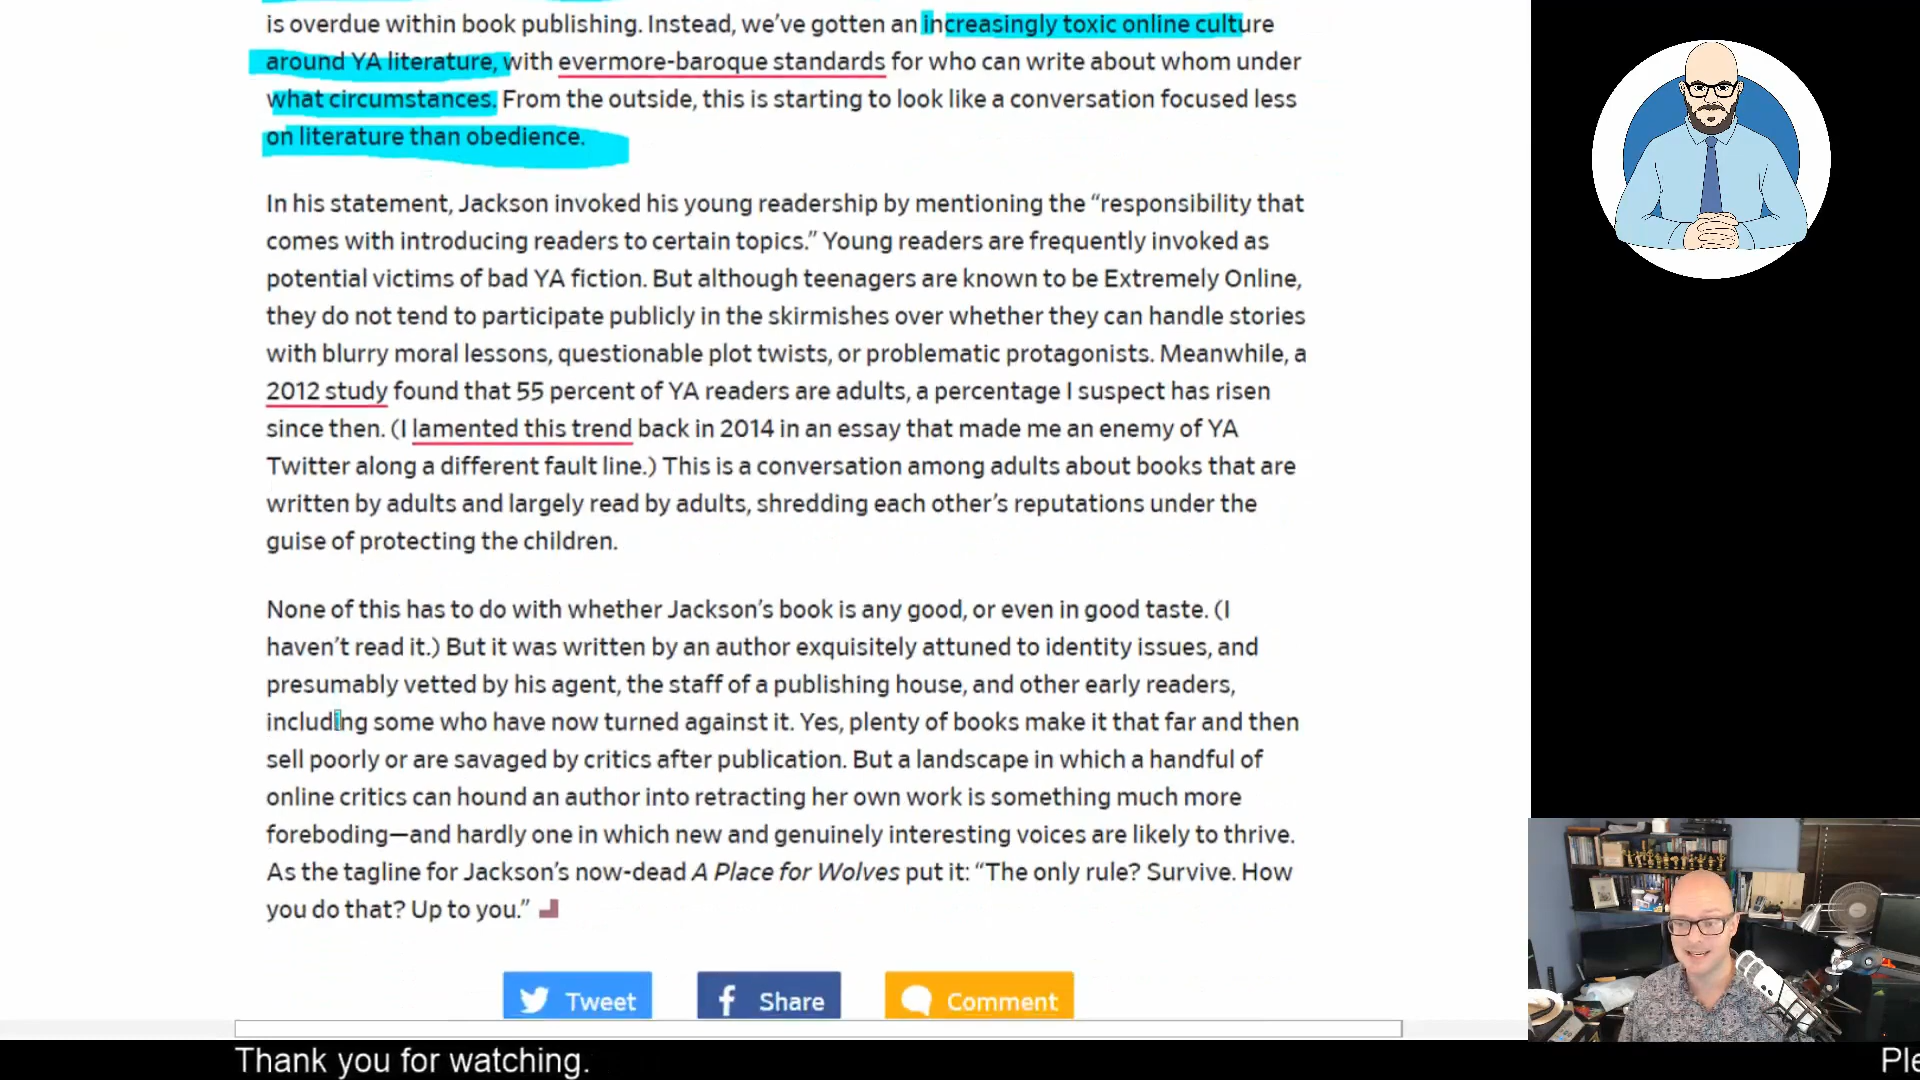 is overdue within book publishing. Instead, we’ve gotten an increasingly toxic online culture
around YA literature, with evermore-baroque standards for who can write about whom under
what circumstances. From the outside, this is starting to look like a conversation focused less
on literature than obedience.
In his statement, Jackson invoked his young readership by mentioning the “responsibility that
comes with introducing readers to certain topics.” Young readers are frequently invoked as
potential victims of bad YA fiction. But although teenagers are known to be Extremely Online,
they do not tend to participate publicly in the skirmishes over whether they can handle stories
with blurry moral lessons, questionable plot twists, or problematic protagonists. Meanwhile, a
2012 study found that 55 percent of YA readers are adults, a percentage I suspect has risen
since then. (I lamented this trend back in 2014 in an essay that made me an enemy of YA
Twitter along a different fault line.) This is a conversation among adults about books that are
written by adults and largely read by adults, shredding each other’s reputations under the
guise of protecting the children.
None of this has to do with whether Jackson’s book is any good, or even in good taste. (I
haven’t read it.) But it was written by an author exquisitely attuned to identity issues, and
presumably vetted by his agent, the staff of a publishing house, and other early readers,
including some who have now turned against it. Yes, plenty of books make it that far and then
sell poorly or are savaged by critics after publication. But a landscape in which a handful of
online critics can hound an author into retracting her own work is something much more
foreboding—and hardly one in which new and genuinely interesting voices are likely to thrive.
As the tagline for Jackson’s now-dead A Place for Wolves put it: “The only rule? Survive. How
you do that? Up to you.”
Tweet
Share
Comment
Thank you for watching.
Ple